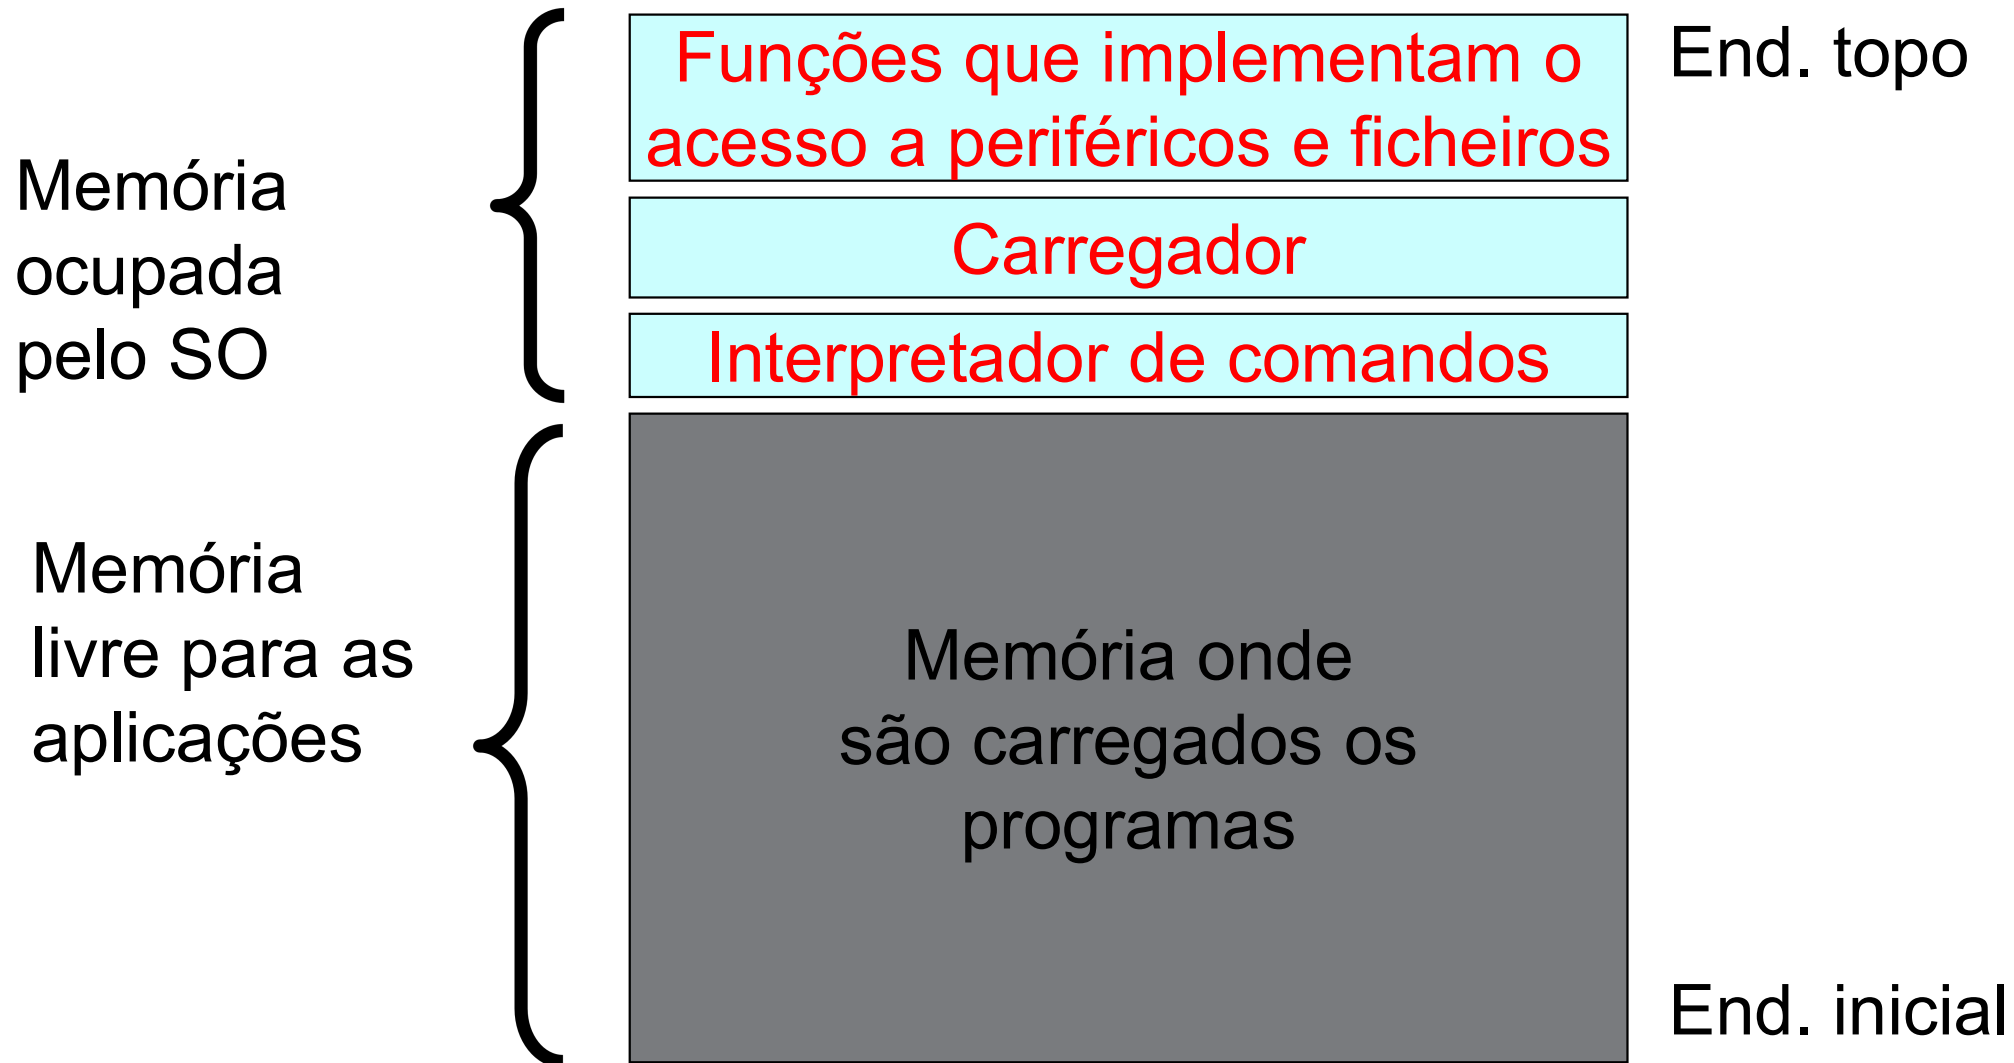 Funções que implementam o
acesso a periféricos e ficheiros
End. topo
Memória
ocupada
pelo SO
Carregador
Interpretador de comandos
Memória
livre para as
aplicações
Memória onde
são carregados os
programas
End. inicial